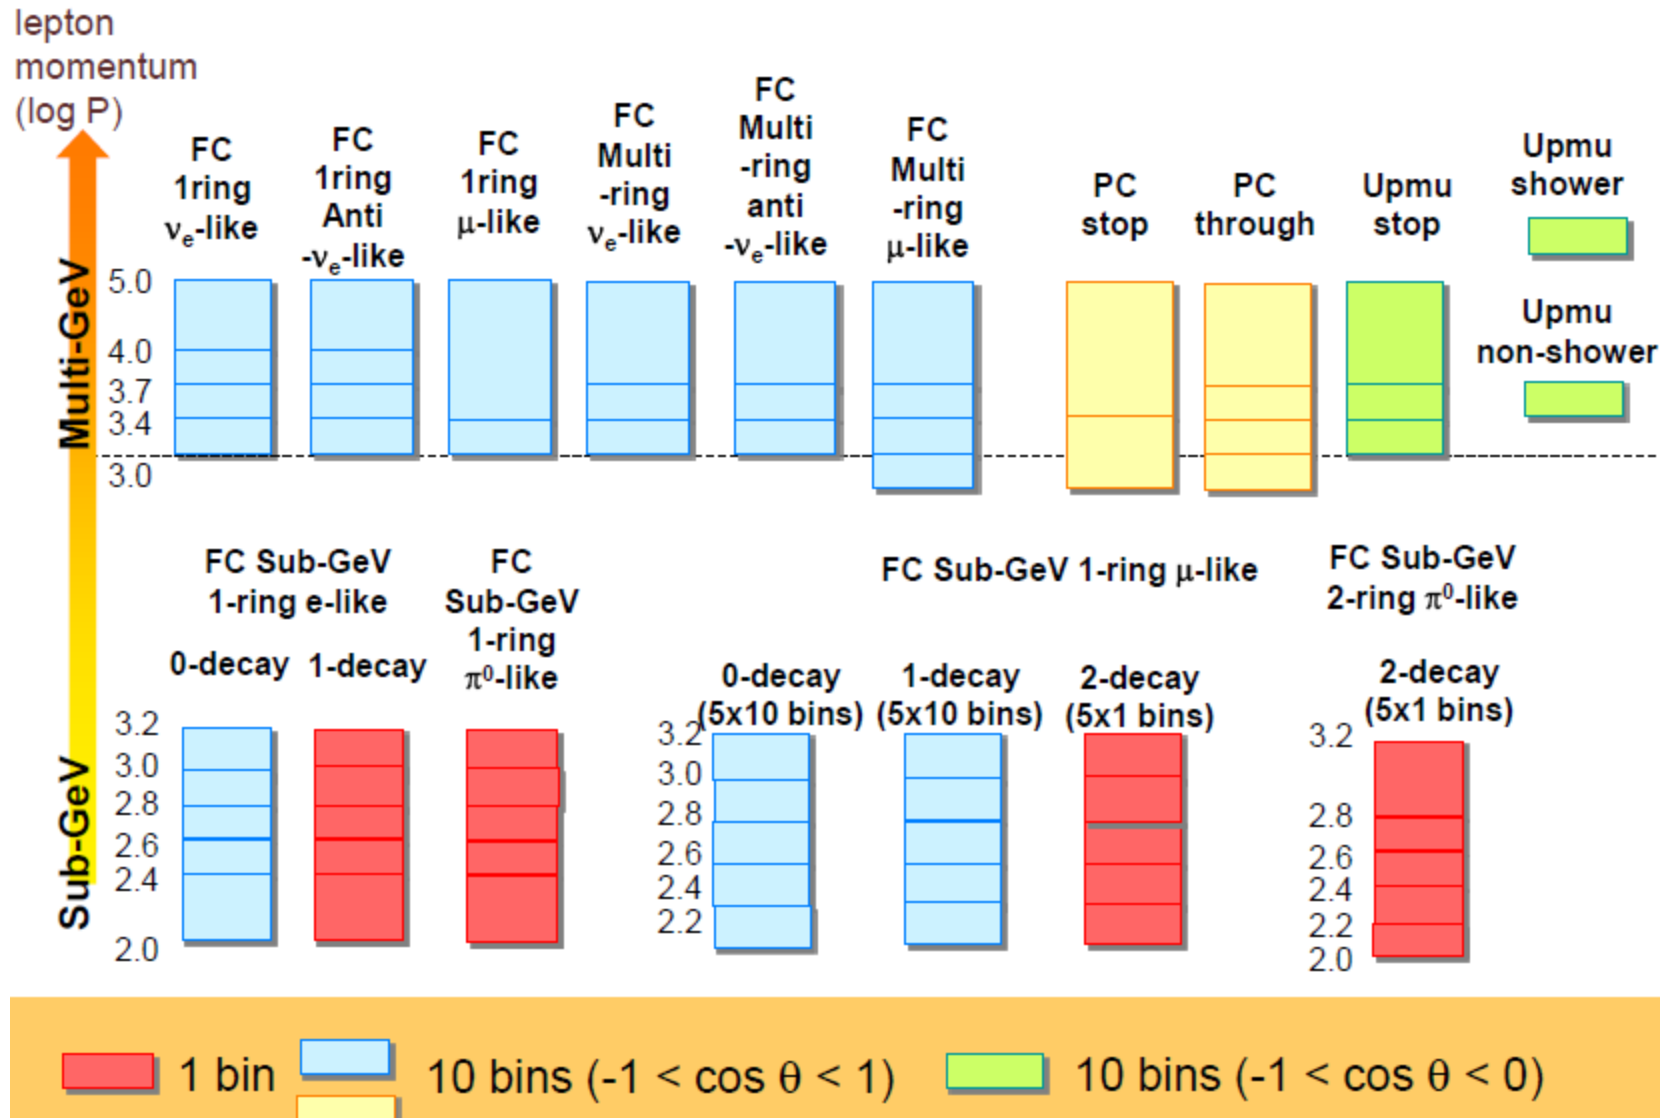 lepton
momentum
(log P)
FC
1ring
νe-like
FC
1ring
Anti
-νe-like
FC
1ring
μ-like
FC
Multi
-ring
νe-like
FC
Multi
-ring
anti
-νe-like
FC
Multi
-ring
μ-like
PC
stop
PC
through
Upmu
stop
Upmu
shower
Upmu
non-shower
Multi-GeV
5.0
4.0
3.7
3.4
3.0
FC Sub-GeV
1-ring e-like
0-decay 1-decay
FC
Sub-GeV
1-ring
π0-like
FC Sub-GeV 1-ring μ-like
0-decay
(5x10 bins)
1-decay
(5x10 bins)
2-decay
(5x1 bins)
FC Sub-GeV
2-ring π0-like
2-decay
(5x1 bins)
Sub-GeV
3.2
3.0
2.8
2.6
2.4
2.0
3.2
3.0
2.8
2.6
2.4
2.2
3.2
2.8
2.6
2.4
2.2
2.0
1 bin
10 bins (-1 < cos θ < 1)
10 bins (-1 < cos θ < 0)